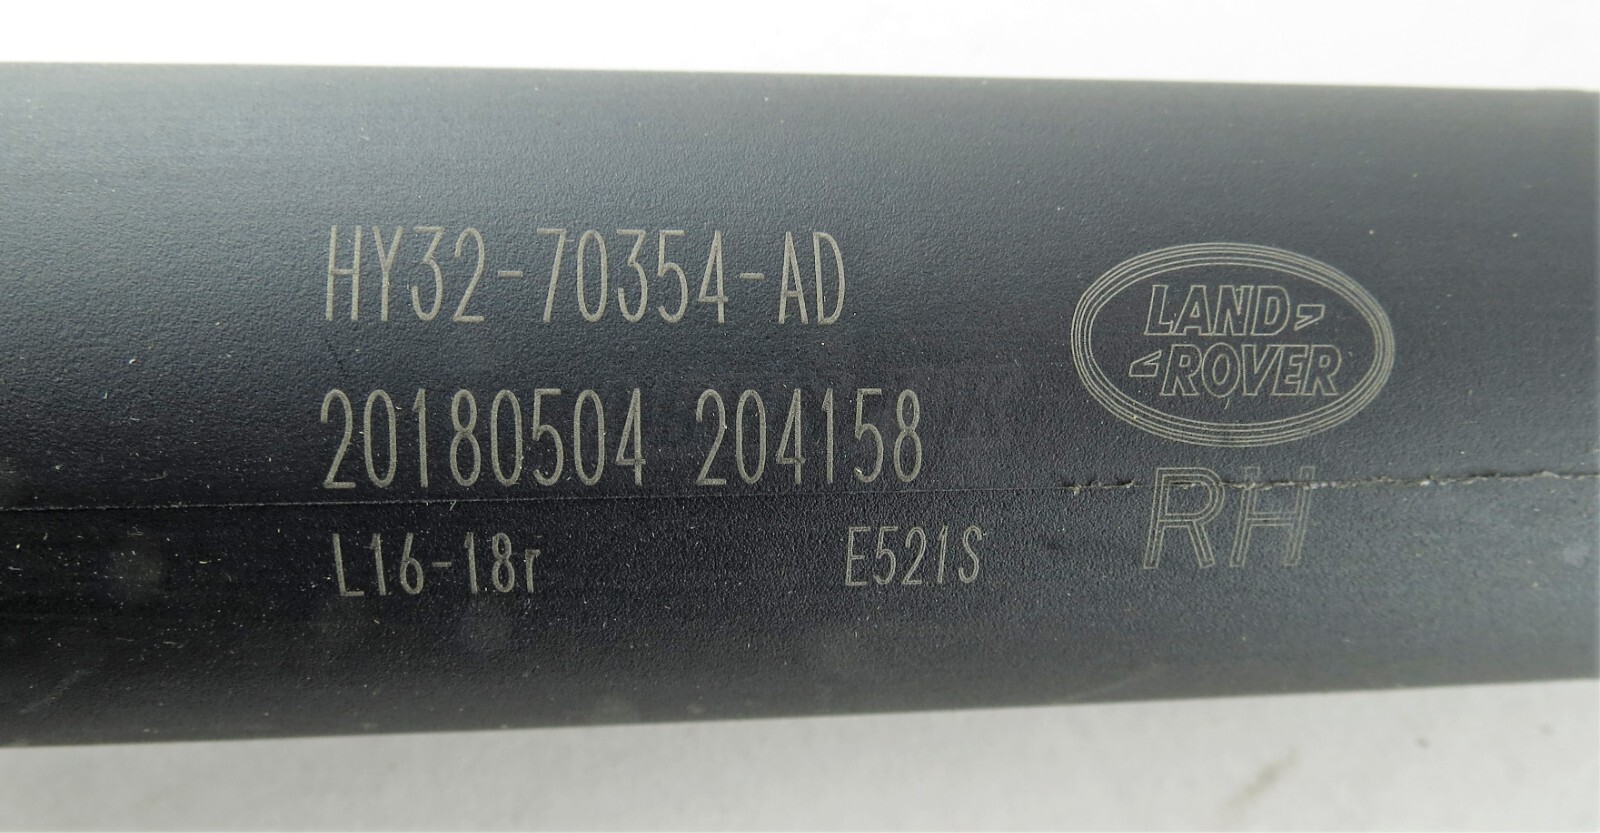 HY32-70354-AD
20180504 204158
L16-18r
E521S
LAND
ROVER
RH